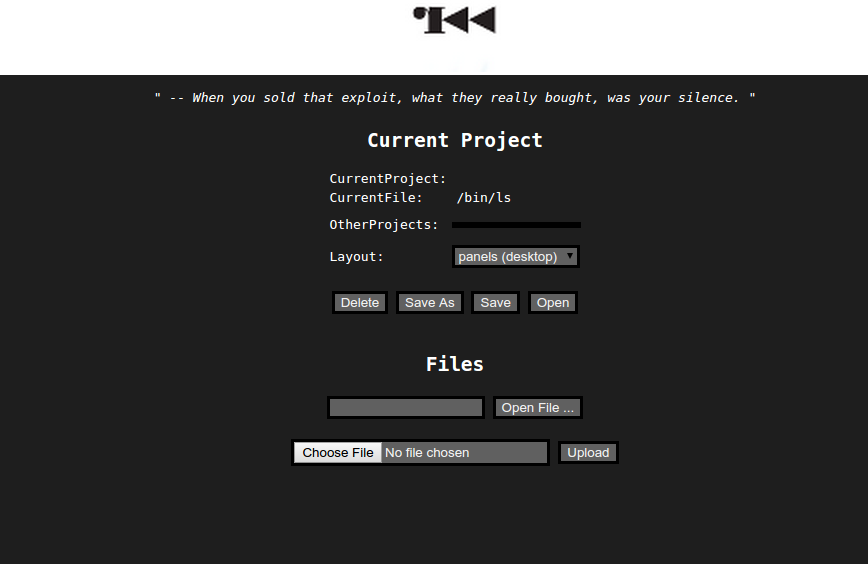 " -- When you sold that exploit, what they really bought, was your silence. "
Current Project
CurrentProject:
CurrentFile: /bin/ls
OtherProjects:
Layout: panels (desktop)
Delete Save As Save Open
Files
Open File ...
Choose File No file chosen Upload